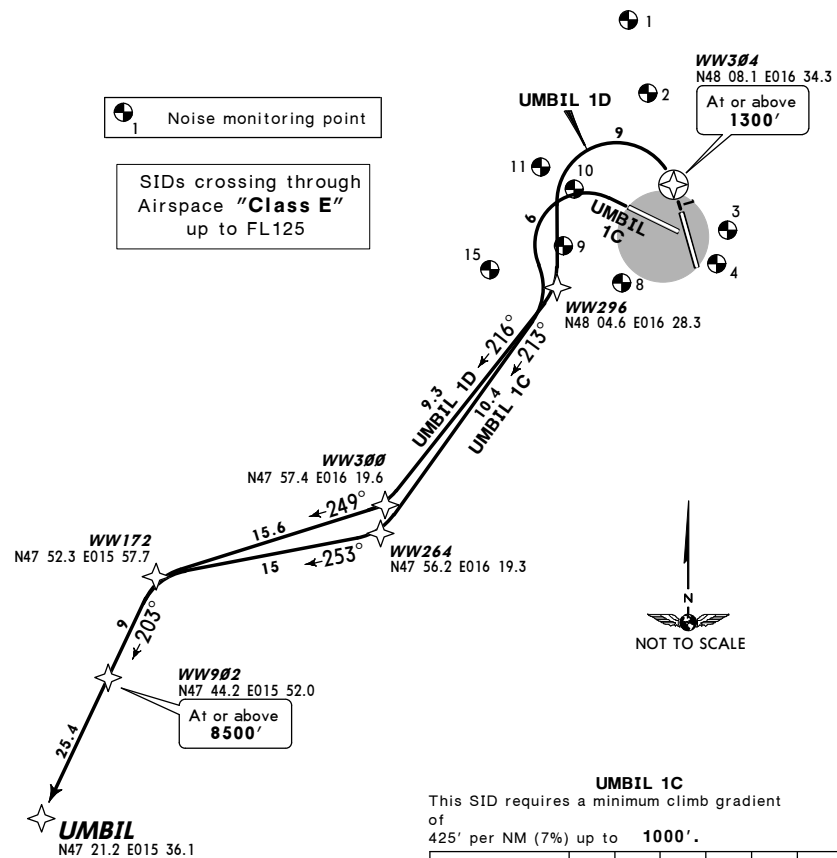 1
WW3Ø4
N48 08.1 E016 34.3
2
At or above
1300'
UMBIL 1D
9
1 Noise monitoring point
SIDs crossing through
Airspace "Class E"
up to FL125
11
10
1
UMBIL
1C
3
6
9
4
15
8
WW296
N48 04.6 E016 28.3
216°
213°
9.3
UMBIL 1D
10.4
UMBIL 1C
WW3ØØ
N47 57.4 E016 19.6
249°
15.6
WW172
N47 52.3 E015 57.7
15
253°
WW264
N47 56.2 E016 19.3
9
203°
N
NOT TO SCALE
WW9Ø2
N47 44.2 E015 52.0
At or above
8500'
25.4
UMBIL
N47 21.2 E015 36.1
UMBIL 1C
This SID requires a minimum climb gradient
of
425' per NM (7%) up to 1000'.